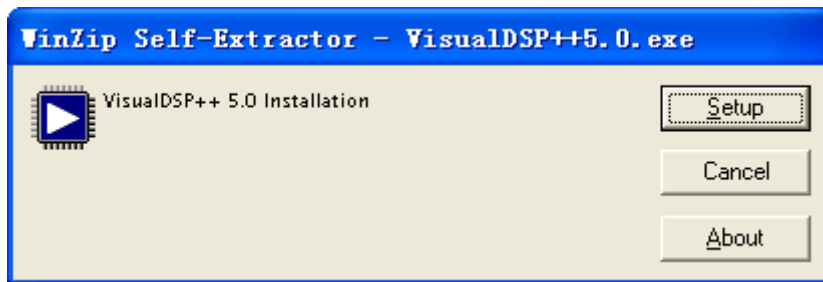 WinZip Self-Extractor - VisualDSP++5.0.exe
VisualDSP++ 5.0 Installation
Setup
Cancel
About